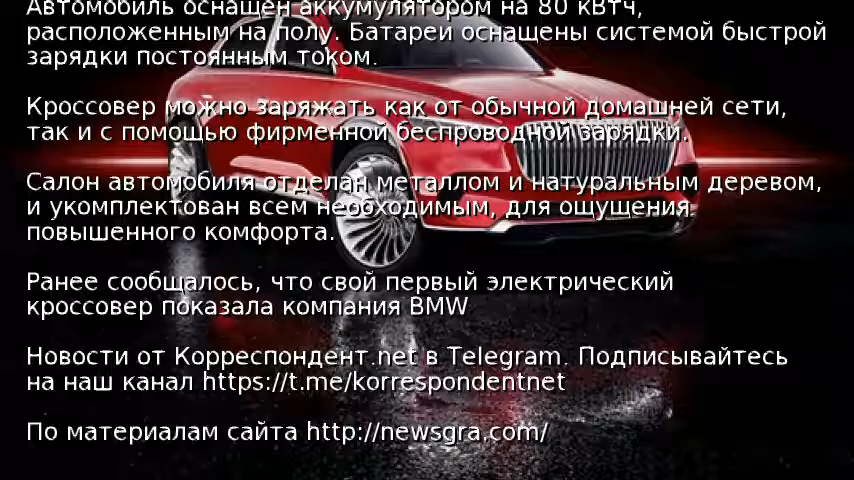 Автомобиль оснащен аккумулятором на 80 кВтч,
расположенным на полу. Батареи оснащены системой быстрой
зарядки постоянным током.
Кроссовер можно заряжать как от обычной домашней сети,
так и с помощью фирменной беспроводной зарядки.
Салон автомобиля отделан металлом и натуральным деревом,
и укомплектован всем необходимым, для ощущения
повышенного комфорта.
Ранее сообщалось, что свой первый электрический
кроссовер показала компания BMW
Новости от Корреспондент.net в Telegram. Подписывайтесь
на наш канал https://t.me/korrespondentnet
По материалам сайта http://newsgra.com/